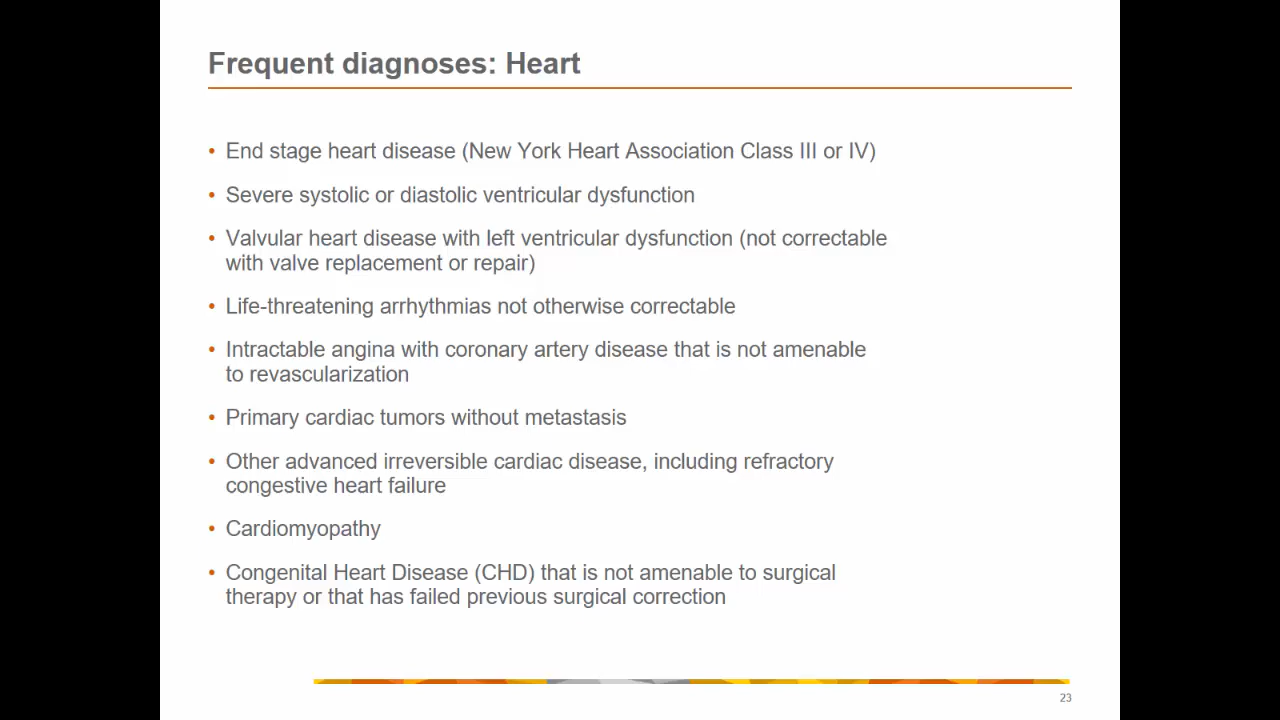 Frequent diagnoses: Heart
• End stage heart disease (New York Heart Association Class III or IV)
• Severe systolic or diastolic ventricular dysfunction
• Valvular heart disease with left ventricular dysfunction (not correctable
with valve replacement or repair)
• Life-threatening arrhythmias not otherwise correctable
• Intractable angina with coronary artery disease that is not amenable
to revascularization
• Primary cardiac tumors without metastasis
• Other advanced irreversible cardiac disease, including refractory
congestive heart failure
• Cardiomyopathy
• Congenital Heart Disease (CHD) that is not amenable to surgical
therapy or that has failed previous surgical correction
23